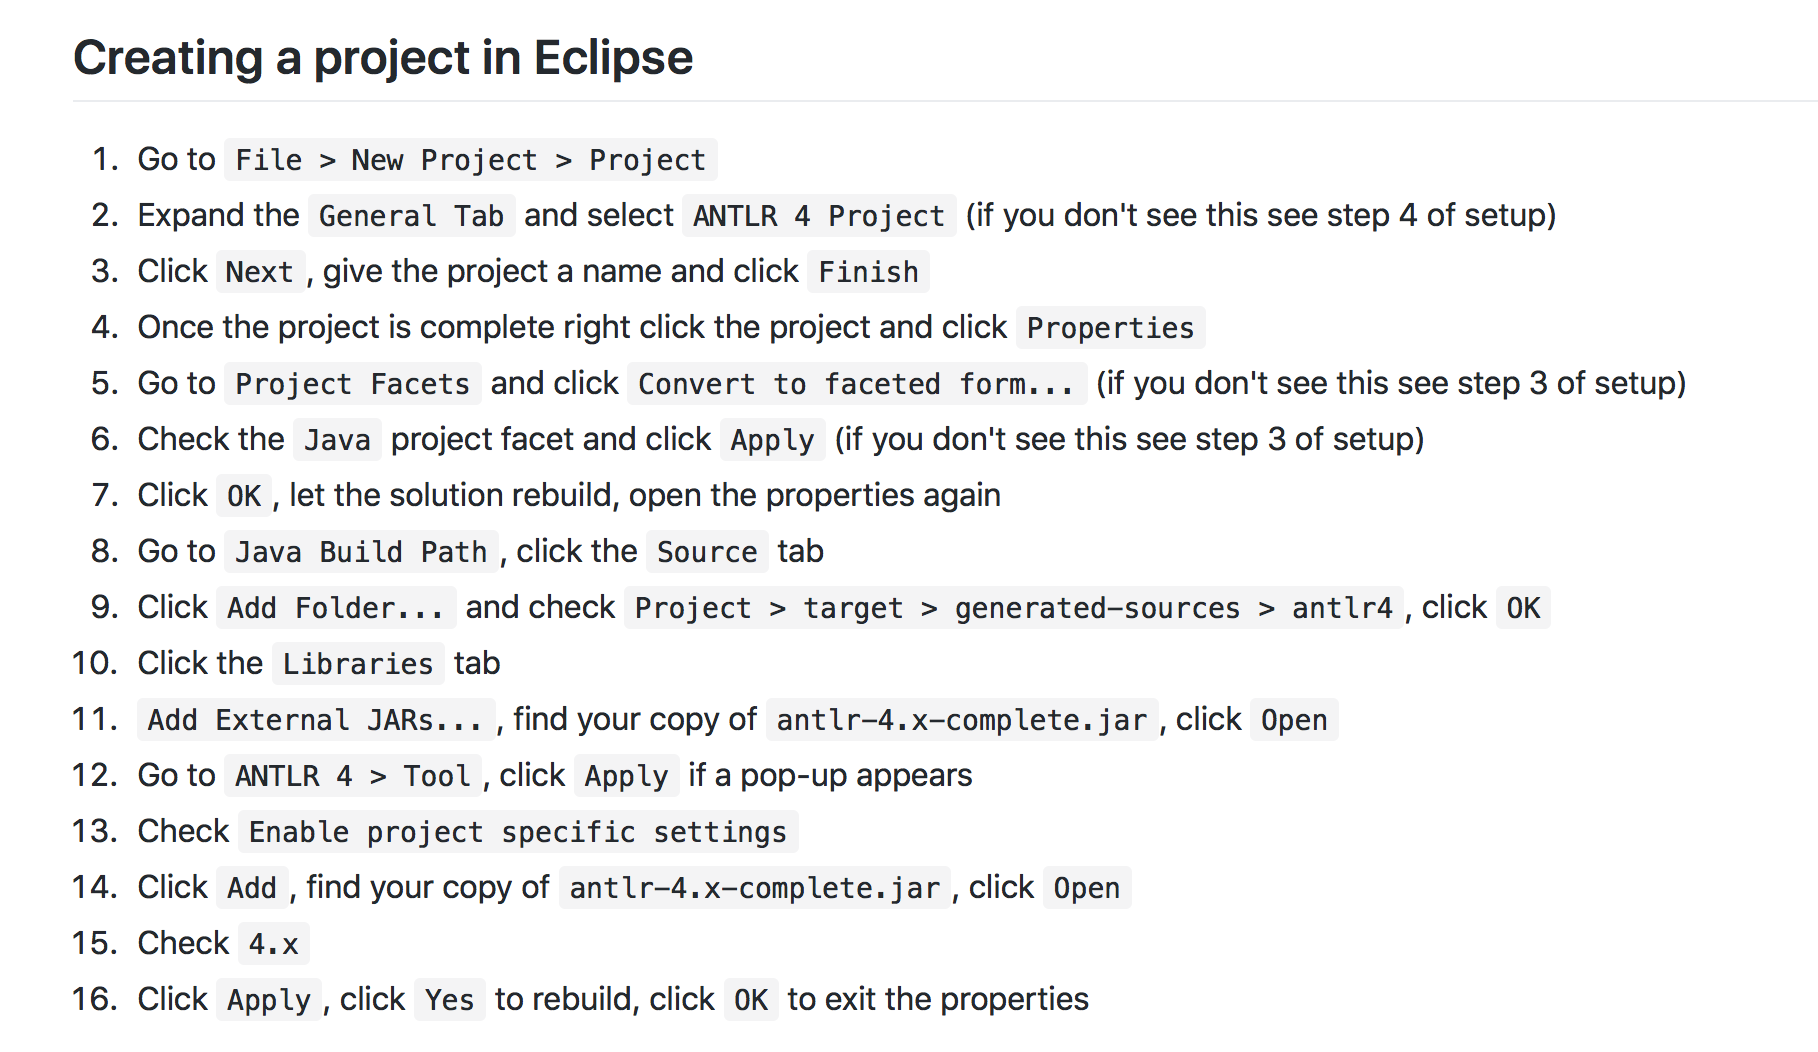 Creating a project in Eclipse
1. Go to File > New Project > Project
2. Expand the General Tab and select ANTLR 4 Project (if you don't see this see step 4 of setup)
3. Click Next, give the project a name and click Finish
4. Once the project is complete right click the project and click Properties
5. Go to Project Facets and click Convert to faceted form... (if you don't see this see step 3 of setup)
6. Check the Java project facet and click Apply (if you don't see this see step 3 of setup)
7. Click OK, let the solution rebuild, open the properties again
8. Go to Java Build Path, click the Source tab
9. Click Add Folder... and check Project > target > generated-sources > antlr4, click OK
10. Click the Libraries tab
11. Add External JARs..., find your copy of antlr-4.x-complete.jar, click Open
12. Go to ANTLR 4 > Tool, click Apply if a pop-up appears
13. Check Enable project specific settings
14. Click Add, find your copy of antlr-4.x-complete.jar, click Open
15. Check 4.x
16. Click Apply, click Yes to rebuild, click OK to exit the properties